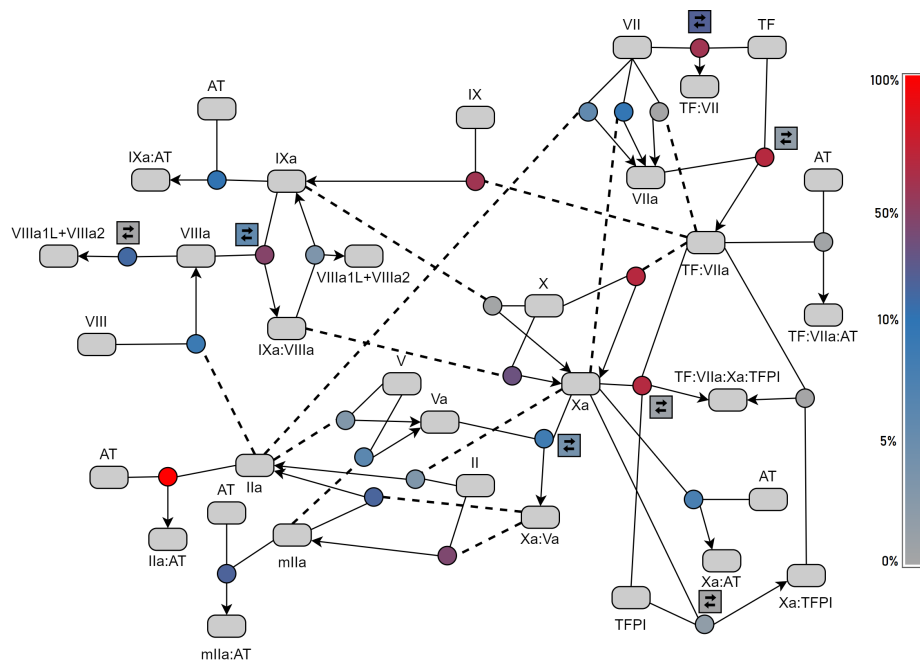 VII
TF
100%
TF:VII
AT
IX
AT
IXa:AT
IXa
VIIa
VIIIa1L+VIIIa2
VIIIa
VIIIa1L+VIIIa2
TF:VIIa
50%
X
VIII
IXa:VIIIa
TF:VIIa:AT
10%
V
Xa
TF:VIIa:Xa:TFPI
Va
5%
AT
IIa
II
AT
AT
IIa:AT
mIIa
Xa:Va
Xa:AT
0%
Xa:TFPI
TFPI
mIIa:AT